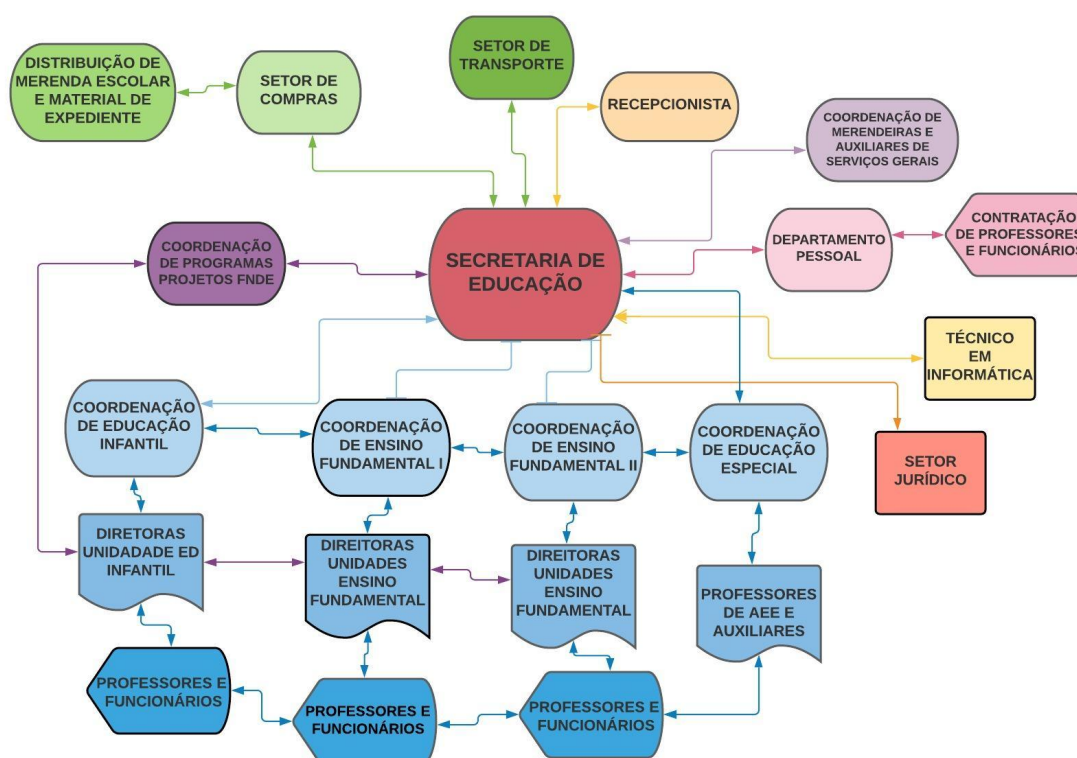 DISTRIBUIÇÃO DE
MERENDA ESCOLAR
E MATERIAL DE
EXPEDIENTE
SETOR DE
COMPRAS
SETOR DE
TRANSPORTE
RECEPCIONISTA
COORDENAÇÃO DE
MERENDEIRAS E
AUXILIARES DE
SERVIÇOS GERAIS
COORDENAÇÃO
DE PROGRAMAS
PROJETOS FNDE
SECRETARIA DE
EDUCAÇÃO
DEPARTAMENTO
PESSOAL
CONTRATAÇÃO
DE PROFESSORES
E FUNCIONÁRIOS
TÉCNICO
EM
INFORMÁTICA
SETOR
JURÍDICO
COORDENAÇÃO
DE EDUCAÇÃO
INFANTIL
COORDENAÇÃO
DE ENSINO
FUNDAMENTAL I
COORDENAÇÃO
DE ENSINO
FUNDAMENTAL II
COORDENAÇÃO
DE EDUCAÇÃO
ESPECIAL
DIRETORAS
UNIDADADE ED
INFANTIL
DIREITORAS
UNIDADES
ENSINO
FUNDAMENTAL
DIREITORAS
UNIDADES
ENSINO
FUNDAMENTAL
PROFESSORES
DE AEE E
AUXILIARES
PROFESSORES E
FUNCIONÁRIOS
PROFESSORES E
FUNCIONÁRIOS
PROFESSORES E
FUNCIONÁRIOS